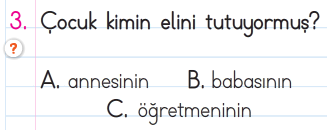 3. Çocuk kimin elini tutuyormuş?
?
A. annesinin B. babasının
C. öğretmeninin